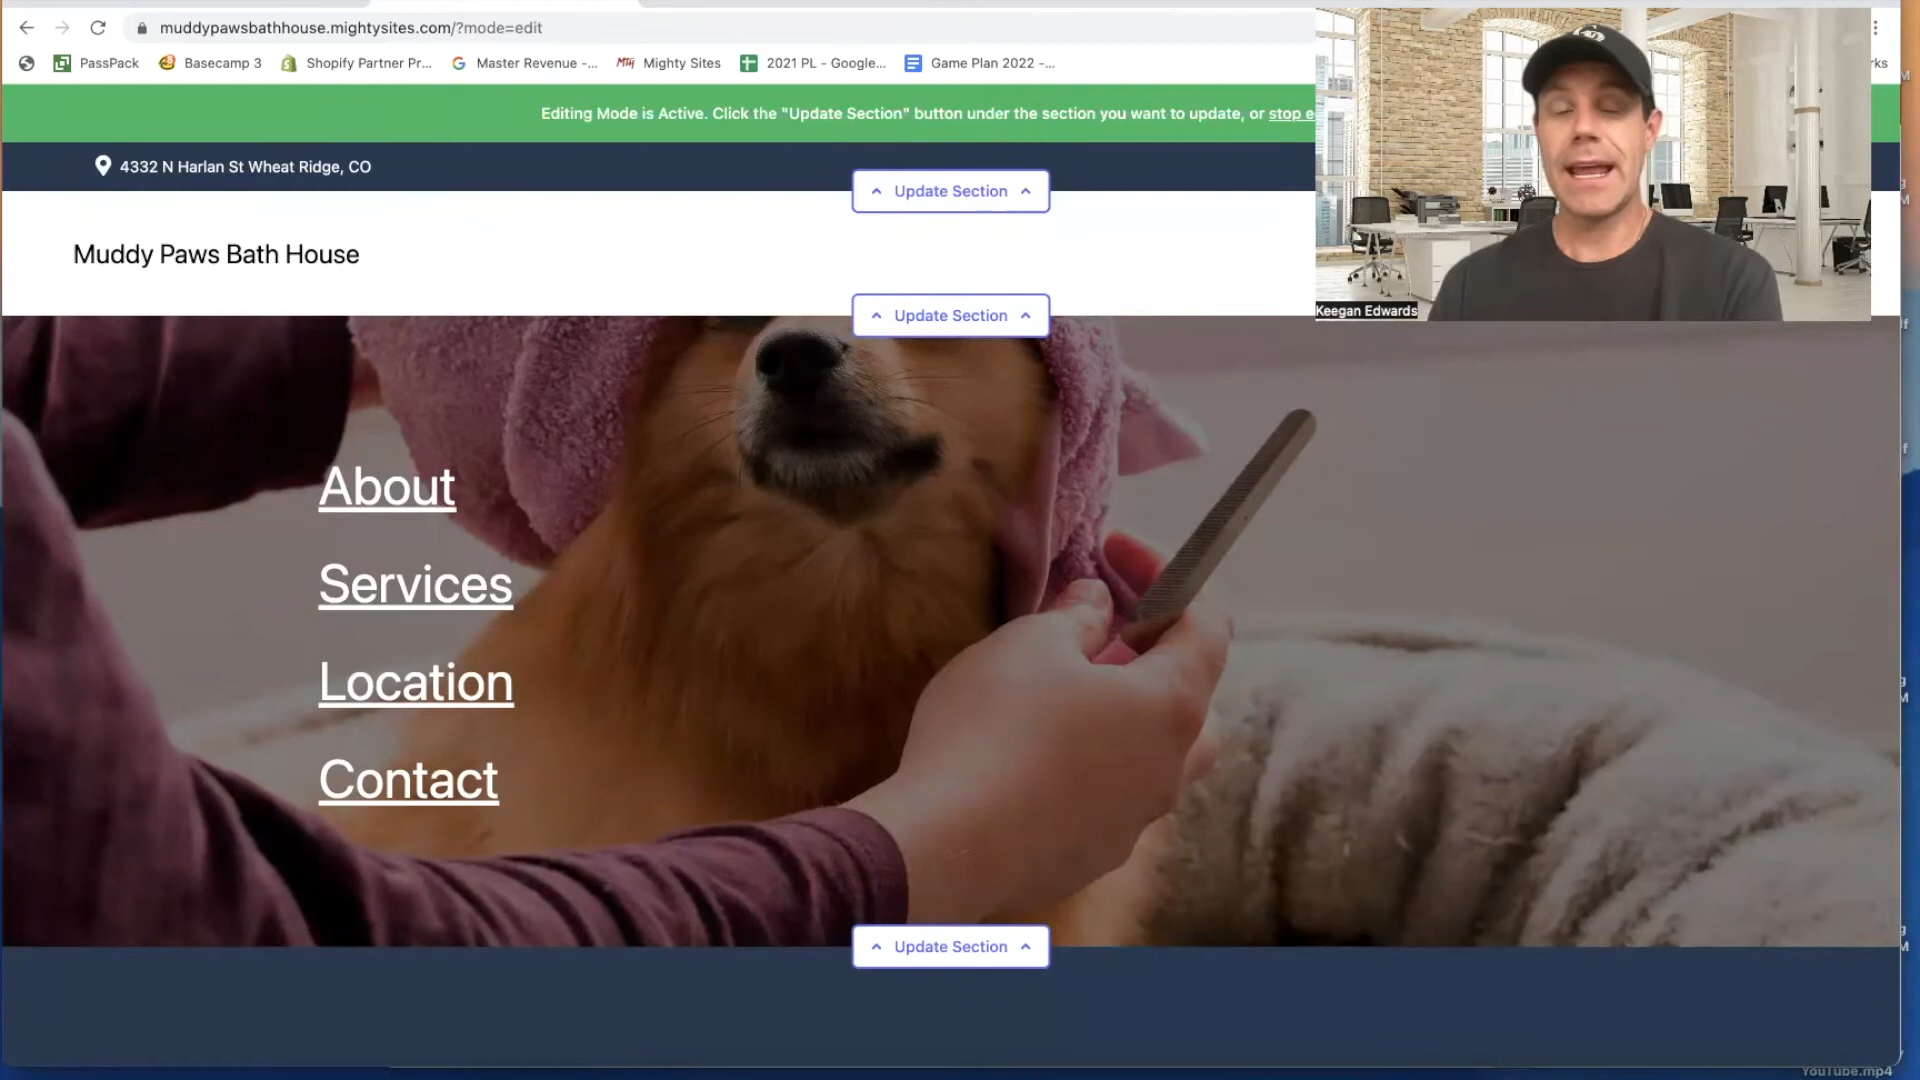 muddypawsbathhouse.mightysites.com/?mode=edit
PassPack
Basecamp 3
Shopify Partner Pr...
Master Revenue -...
Mighty Sites
2021 PL - Google...
Game Plan 2022 -...
rks
Editing Mode is Active. Click the "Update Section" button under the section you want to update, or stop e
4332 N Harlan St Wheat Ridge, CO
Update Section
Muddy Paws Bath House
Keegan Edwards
Update Section
About
Services
Location
Contact
Update Section
YouTube.mp4